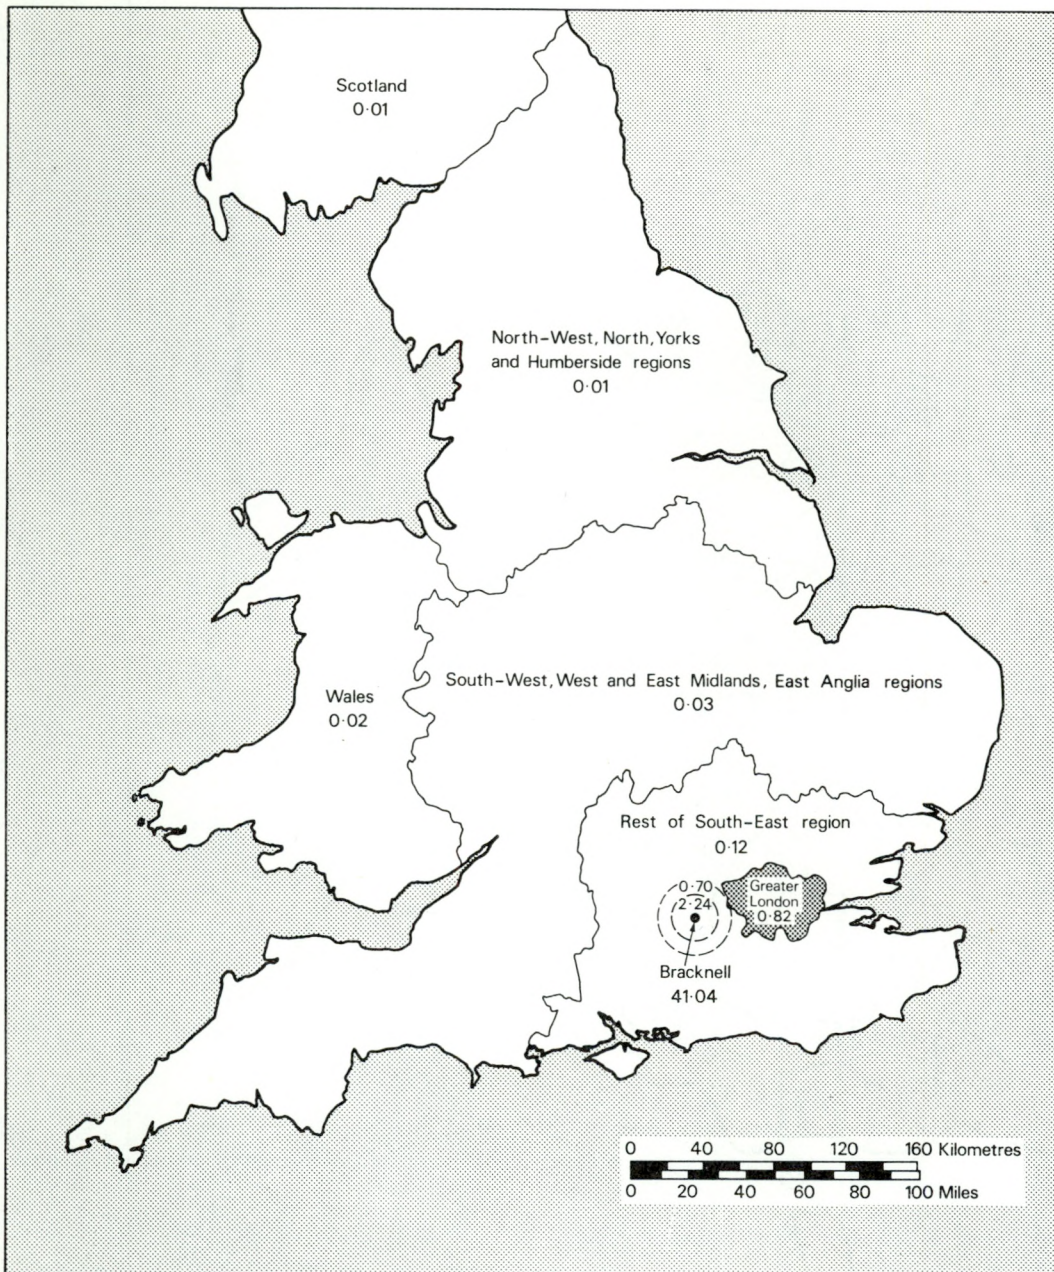 Scotland
0·01
North-West, North, Yorks
and Humberside regions
0·01
South-West, West and East Midlands, East Anglia regions
0·03
Wales
0·02
Rest of South-East region
0·12
0·70
2·24
Greater
London
0·82
Bracknell
41·04
0 40 80 120 160 Kilometres
0 20 40 60 80 100 Miles